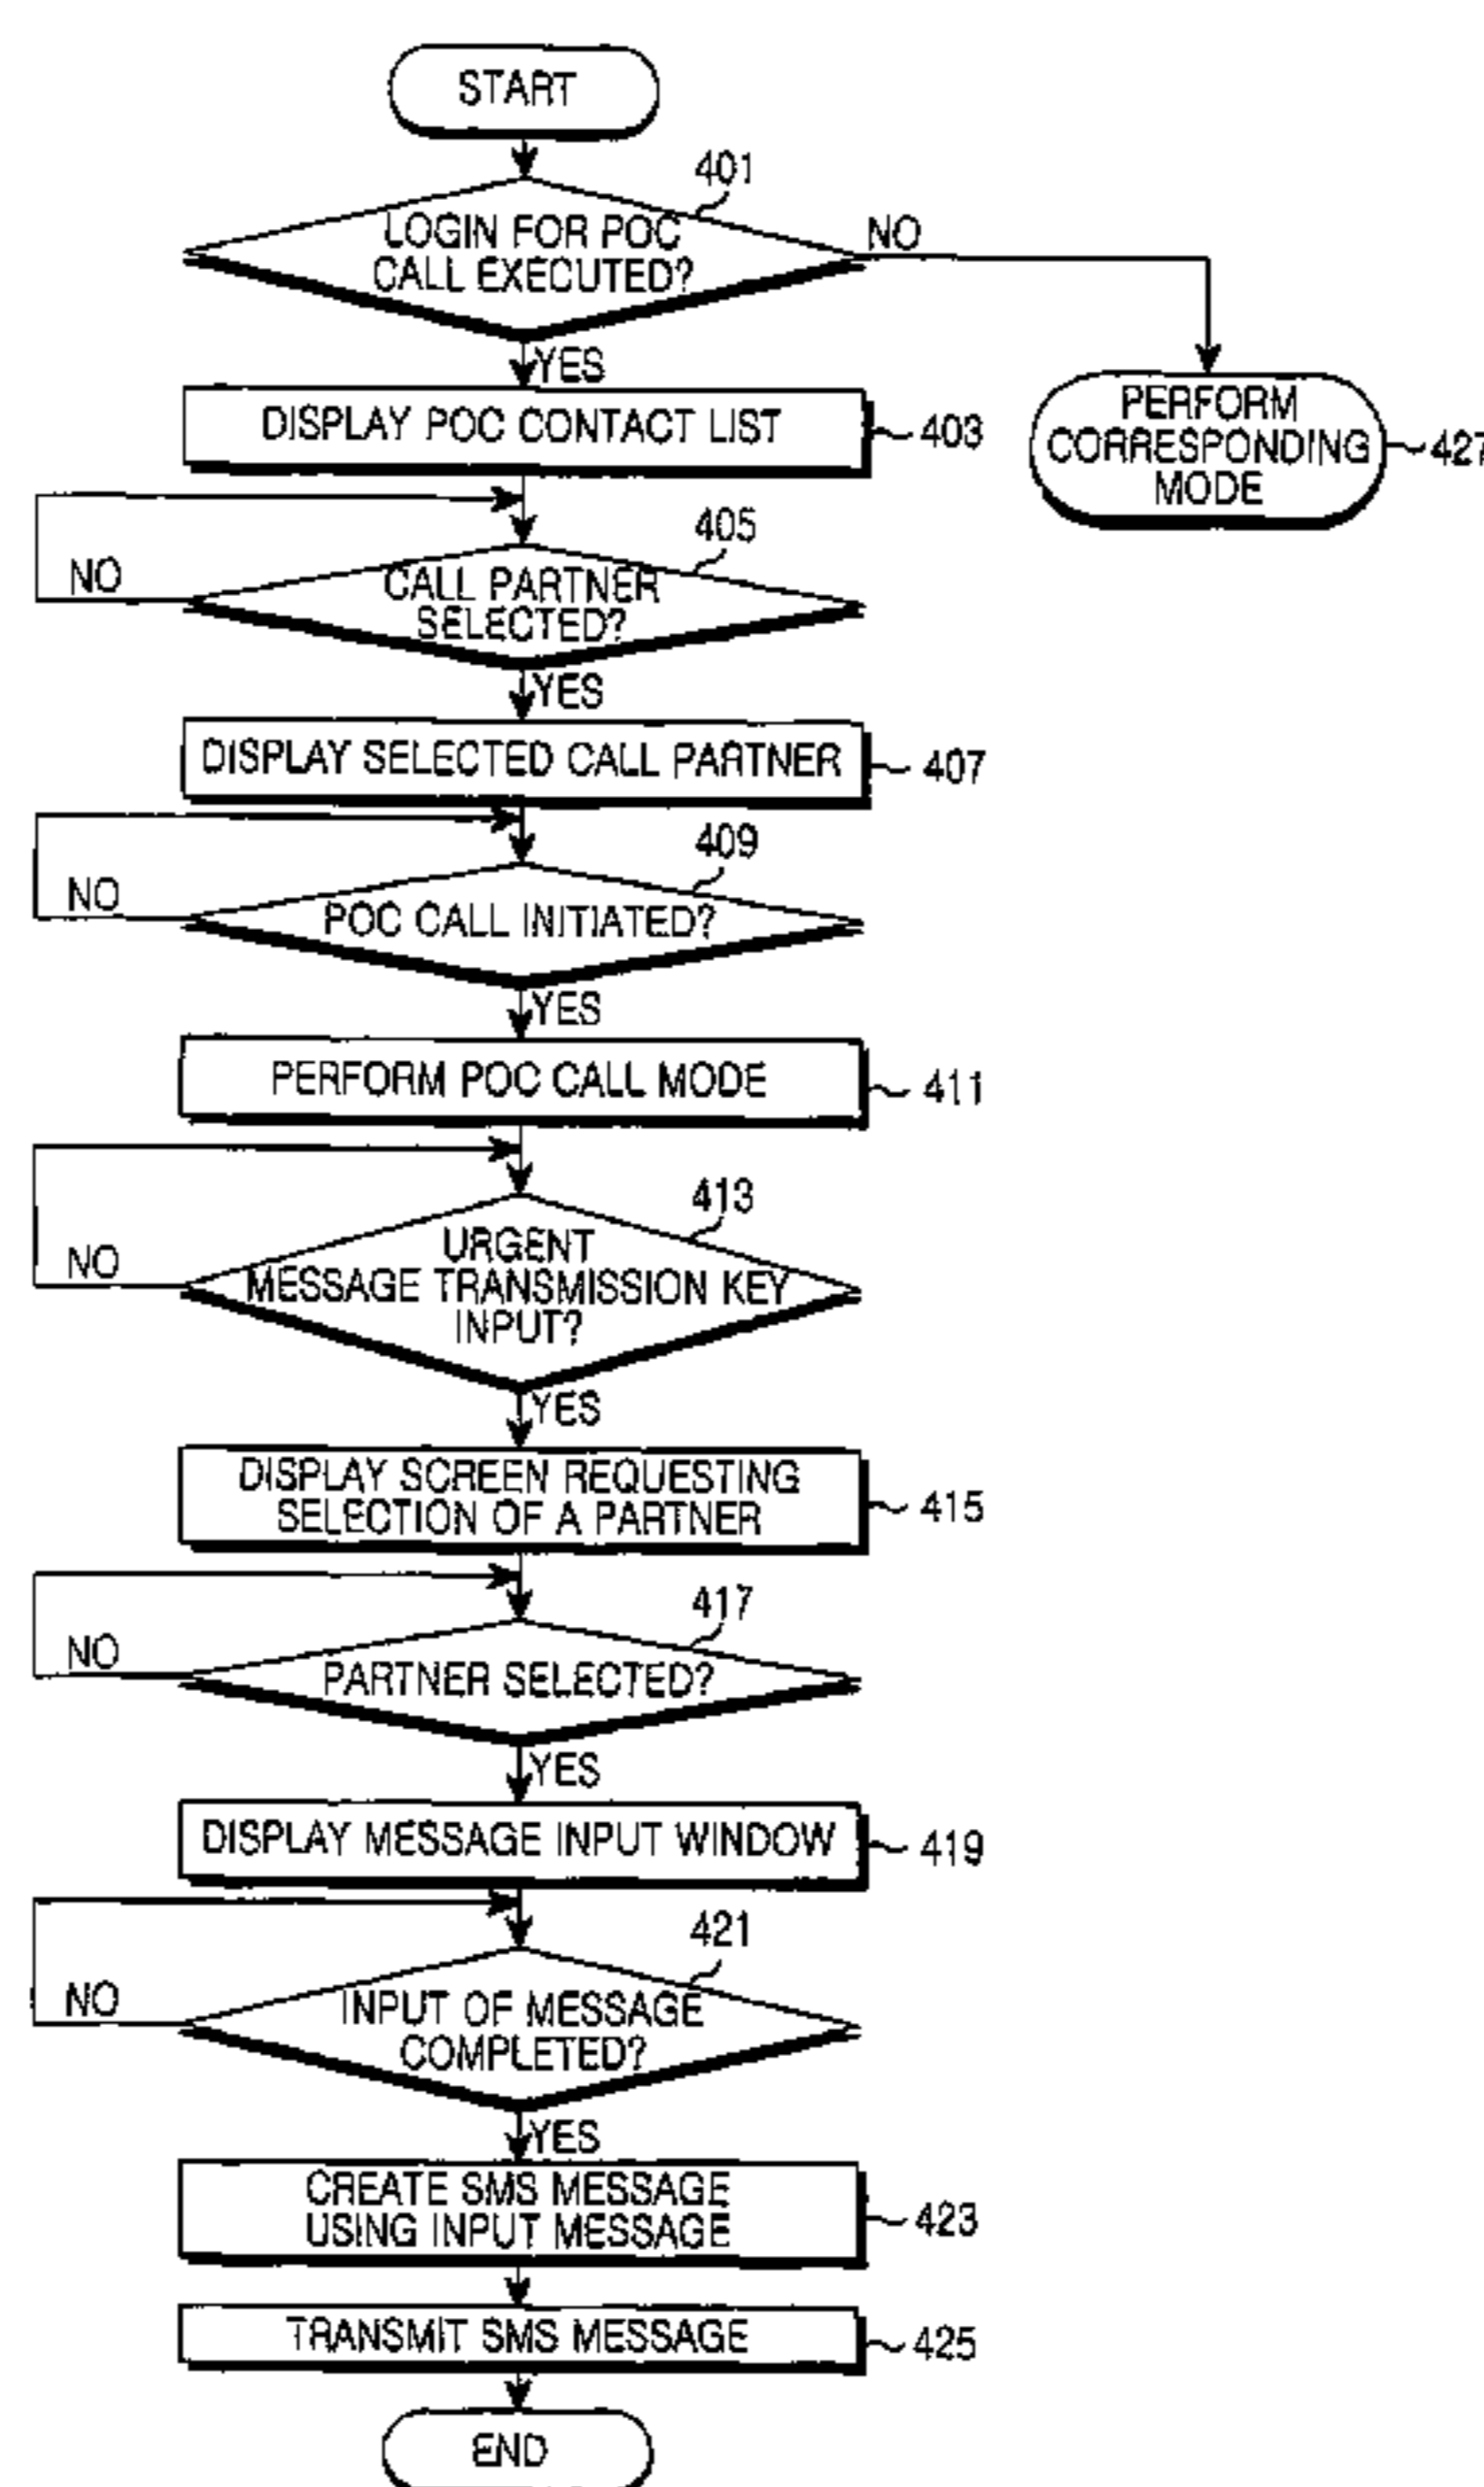 START
401
LOGIN FOR POC
CALL EXECUTED?
NO
YES
DISPLAY POC CONTACT LIST
403
PERFORM
CORRESPONDING
MODE
427
405
CALL PARTNER
SELECTED?
NO
YES
DISPLAY SELECTED CALL PARTNER
407
409
POC CALL INITIATED?
NO
YES
PERFORM POC CALL MODE
411
413
URGENT
MESSAGE TRANSMISSION KEY
INPUT?
NO
YES
DISPLAY SCREEN REQUESTING
SELECTION OF A PARTNER
415
417
PARTNER SELECTED?
NO
YES
DISPLAY MESSAGE INPUT WINDOW
419
421
INPUT OF MESSAGE
COMPLETED?
NO
YES
CREATE SMS MESSAGE
USING INPUT MESSAGE
423
TRANSMIT SMS MESSAGE
425
END